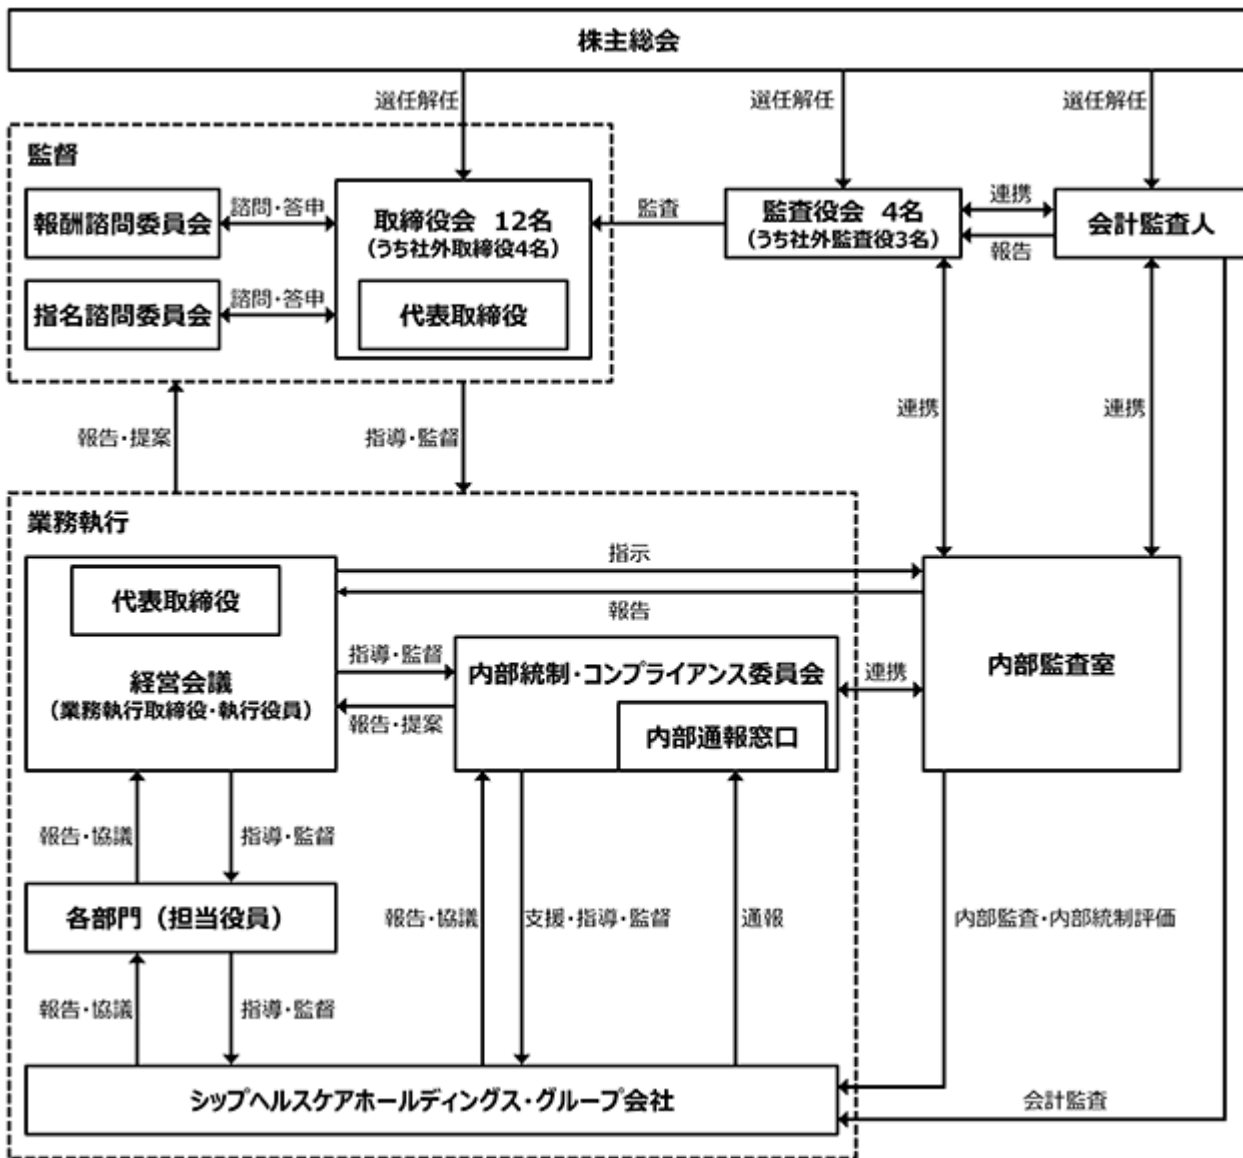 株主総会
選任解任
選任解任
選任解任
監督
報酬諮問委員会
諮問・答申
取締役会 12名
(うち社外取締役4名)
監査
監査役会 4名
(うち社外監査役3名)
連携
報告
会計監査人
指名諮問委員会
諮問・答申
代表取締役
報告・提案
指導・監督
連携
連携
業務執行
代表取締役
経営会議
(業務執行取締役・執行役員)
指示
報告
指導・監督
報告・提案
内部統制・コンプライアンス委員会
内部通報窓口
連携
内部監査室
報告・協議
指導・監督
各部門(担当役員)
報告・協議
支援・指導・監督
通報
内部監査・内部統制評価
報告・協議
指導・監督
シップヘルスケアホールディングス・グループ会社
会計監査